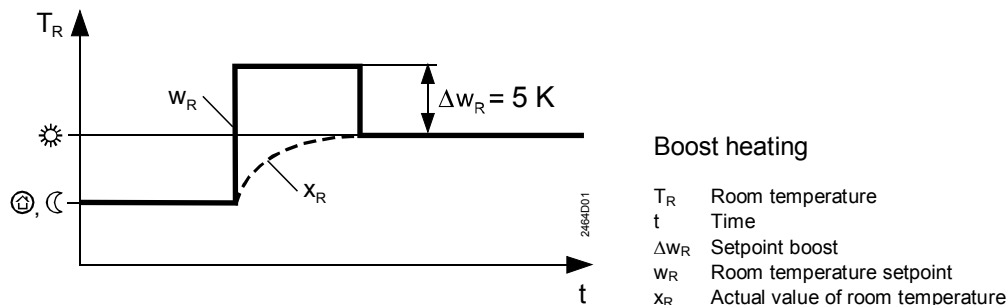 T_R
w_R
Δw_R = 5 K
x_R
,
2464D01
t
Boost heating
T_R Room temperature
t Time
Δw_R Setpoint boost
w_R Room temperature setpoint
x_R Actual value of room temperature